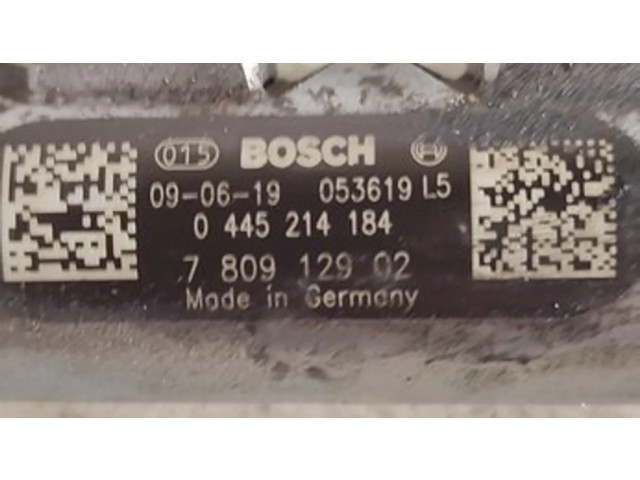 015 BOSCH
09-06-19 053619 L5
0 445 214 184
7 809 129 02
Made in Germany